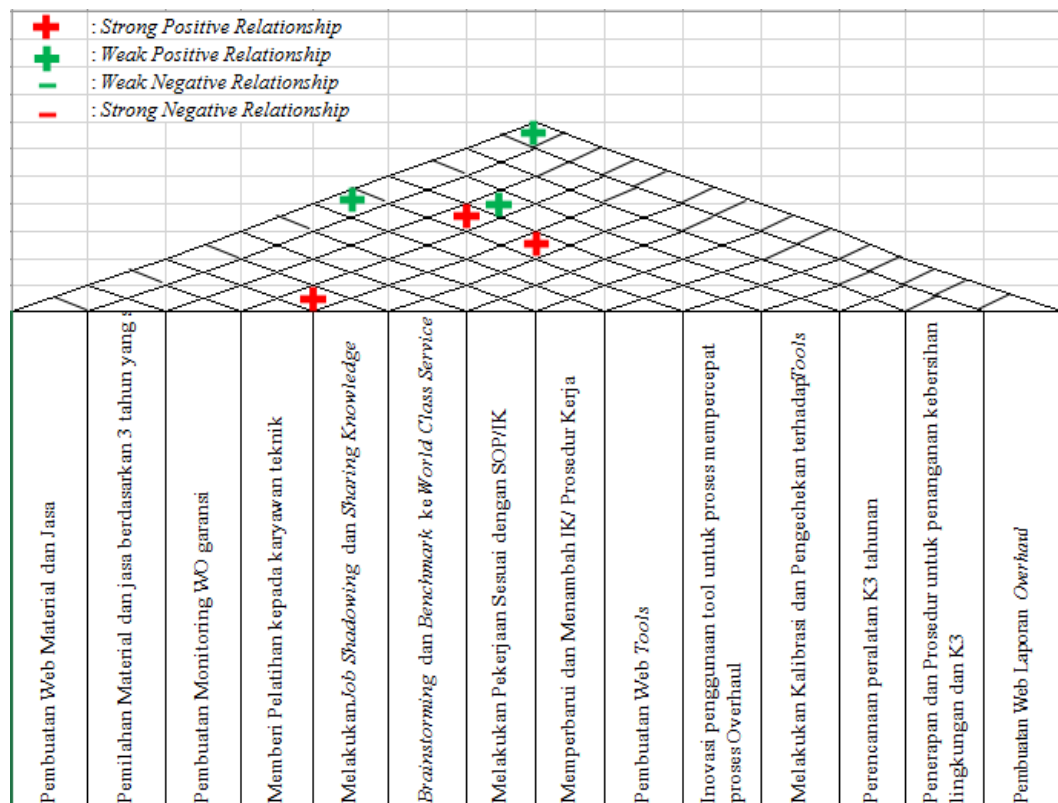 : Strong Positive Relationship
: Weak Positive Relationship
: Weak Negative Relationship
: Strong Negative Relationship
Pembuatan Web Material dan Jasa
Pemilahan Material dan jasa berdasarkan 3 tahun yang s
Pembuatan Monitoring WO garansi
Memberi Pelatihan kepada karyawan teknik
Melakukan Job Shadowing dan Sharing Knowledge
Brainstorming dan Benchmark ke World Class Service
Melakukan Pekerjaan Sesuai dengan SOP/IK
Memperbarui dan Menambah IK/ Prosedur Kerja
Pembuatan Web Tools
Inovasi penggunaan tool untuk proses mempercepat
proses Overhaul
Melakukan Kalibrasi dan Pengechekan terhadap Tools
Perencanaan peralatan K3 tahunan
Penerapan dan Prosedur untuk penanganan kebersihan
lingkungan dan K3
Pembuatan Web Laporan Overhaul